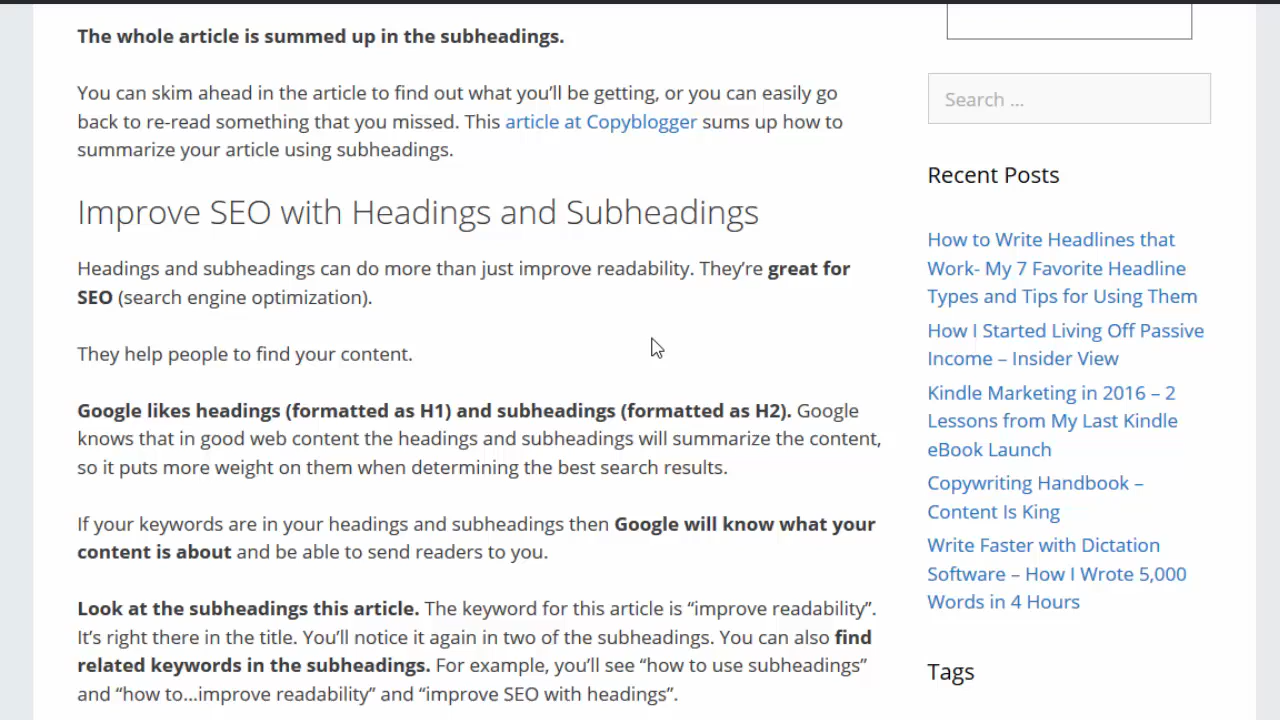 The whole article is summed up in the subheadings.
You can skim ahead in the article to find out what you’ll be getting, or you can easily go
back to re-read something that you missed. This article at Copyblogger sums up how to
summarize your article using subheadings.
Improve SEO with Headings and Subheadings
Headings and subheadings can do more than just improve readability. They’re great for
SEO (search engine optimization).
They help people to find your content.
Google likes headings (formatted as H1) and subheadings (formatted as H2). Google
knows that in good web content the headings and subheadings will summarize the content,
so it puts more weight on them when determining the best search results.
If your keywords are in your headings and subheadings then Google will know what your
content is about and be able to send readers to you.
Look at the subheadings this article. The keyword for this article is “improve readability”.
It’s right there in the title. You’ll notice it again in two of the subheadings. You can also find
related keywords in the subheadings. For example, you’ll see “how to use subheadings”
and “how to…improve readability” and “improve SEO with headings”.
Search …
Recent Posts
How to Write Headlines that
Work- My 7 Favorite Headline
Types and Tips for Using Them
How I Started Living Off Passive
Income – Insider View
Kindle Marketing in 2016 – 2
Lessons from My Last Kindle
eBook Launch
Copywriting Handbook –
Content Is King
Write Faster with Dictation
Software – How I Wrote 5,000
Words in 4 Hours
Tags